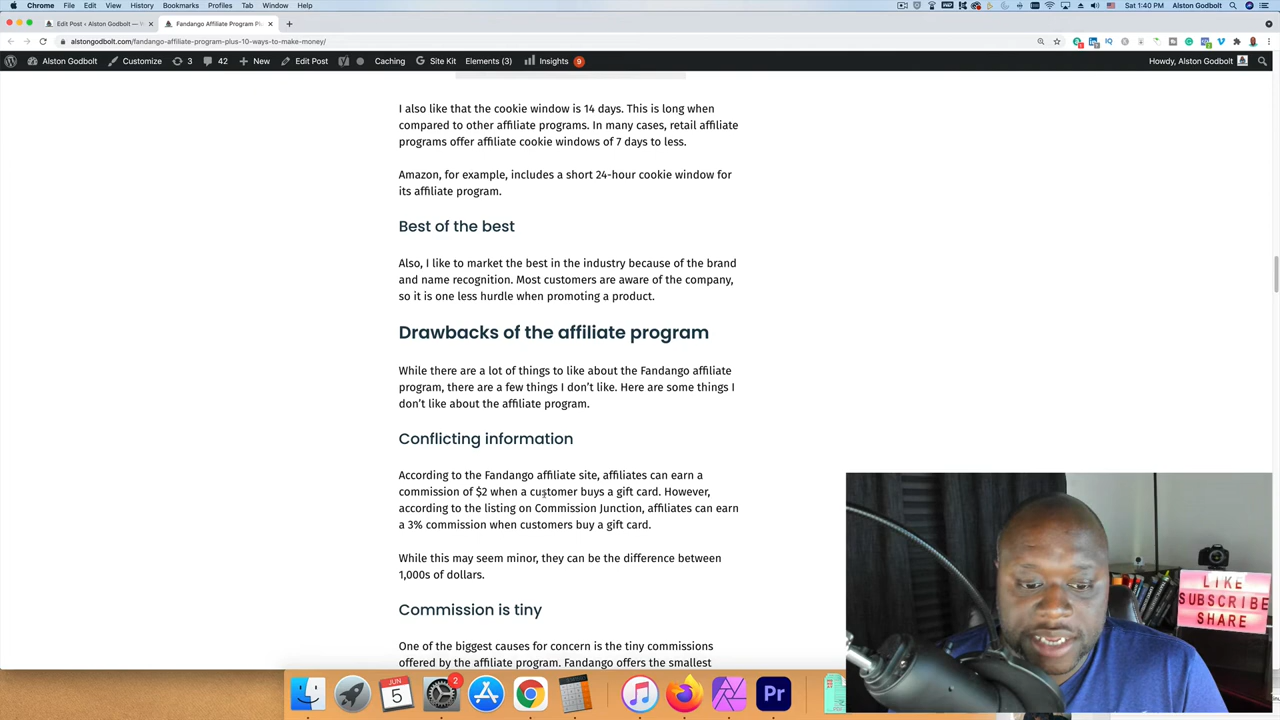 Chrome File Edit View History Bookmarks Profiles Tab Window Help
Sat 1:40 PM Alston Godbolt
Edit Post ‹ Alston Godbolt —
Fandango Affiliate Program Pl
alstongodbolt.com/fandango-affiliate-program-plus-10-ways-to-make-money/
Alston Godbolt Customize 3 42 New Edit Post Caching Site Kit Elements (3) Insights 9
Howdy, Alston Godbolt
I also like that the cookie window is 14 days. This is long when
compared to other affiliate programs. In many cases, retail affiliate
programs offer affiliate cookie windows of 7 days to less.
Amazon, for example, includes a short 24-hour cookie window for
its affiliate program.
Best of the best
Also, I like to market the best in the industry because of the brand
and name recognition. Most customers are aware of the company,
so it is one less hurdle when promoting a product.
Drawbacks of the affiliate program
While there are a lot of things to like about the Fandango affiliate
program, there are a few things I don’t like. Here are some things I
don’t like about the affiliate program.
Conflicting information
According to the Fandango affiliate site, affiliates can earn a
commission of $2 when a customer buys a gift card. However,
according to the listing on Commission Junction, affiliates can earn
a 3% commission when customers buy a gift card.
While this may seem minor, they can be the difference between
1,000s of dollars.
Commission is tiny
One of the biggest causes for concern is the tiny commissions
offered by the affiliate program. Fandango offers the smallest
LIKE
SUBSCRIBE
SHARE
JUN
5
2
Pr